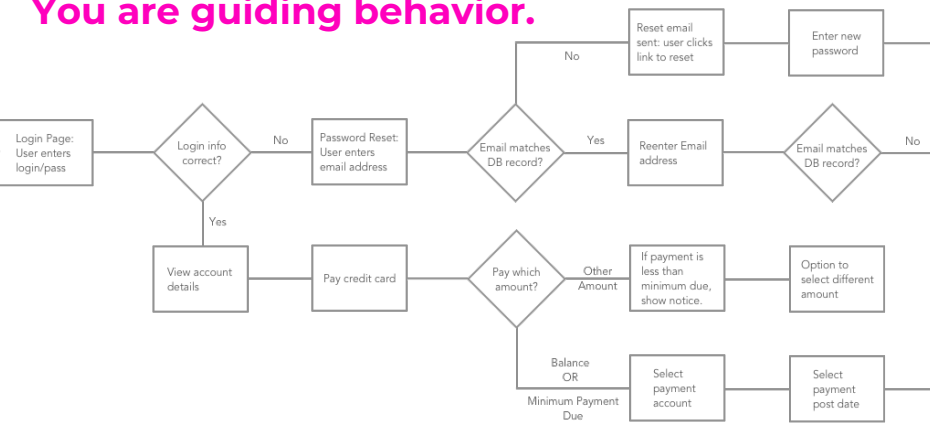 You are guiding behavior.
Reset email
sent: user clicks
link to reset
Enter new
password
No
Login Page:
User enters
login/pass
Login info
correct?
No
Password Reset:
User enters
email address
Email matches
DB record?
Yes
Reenter Email
address
Email matches
DB record?
No
Yes
View account
details
Pay credit card
Pay which
amount?
Other
Amount
If payment is
less than
minimum due,
show notice.
Option to
select different
amount
Balance
OR
Minimum Payment
Due
Select
payment
account
Select
payment
post date